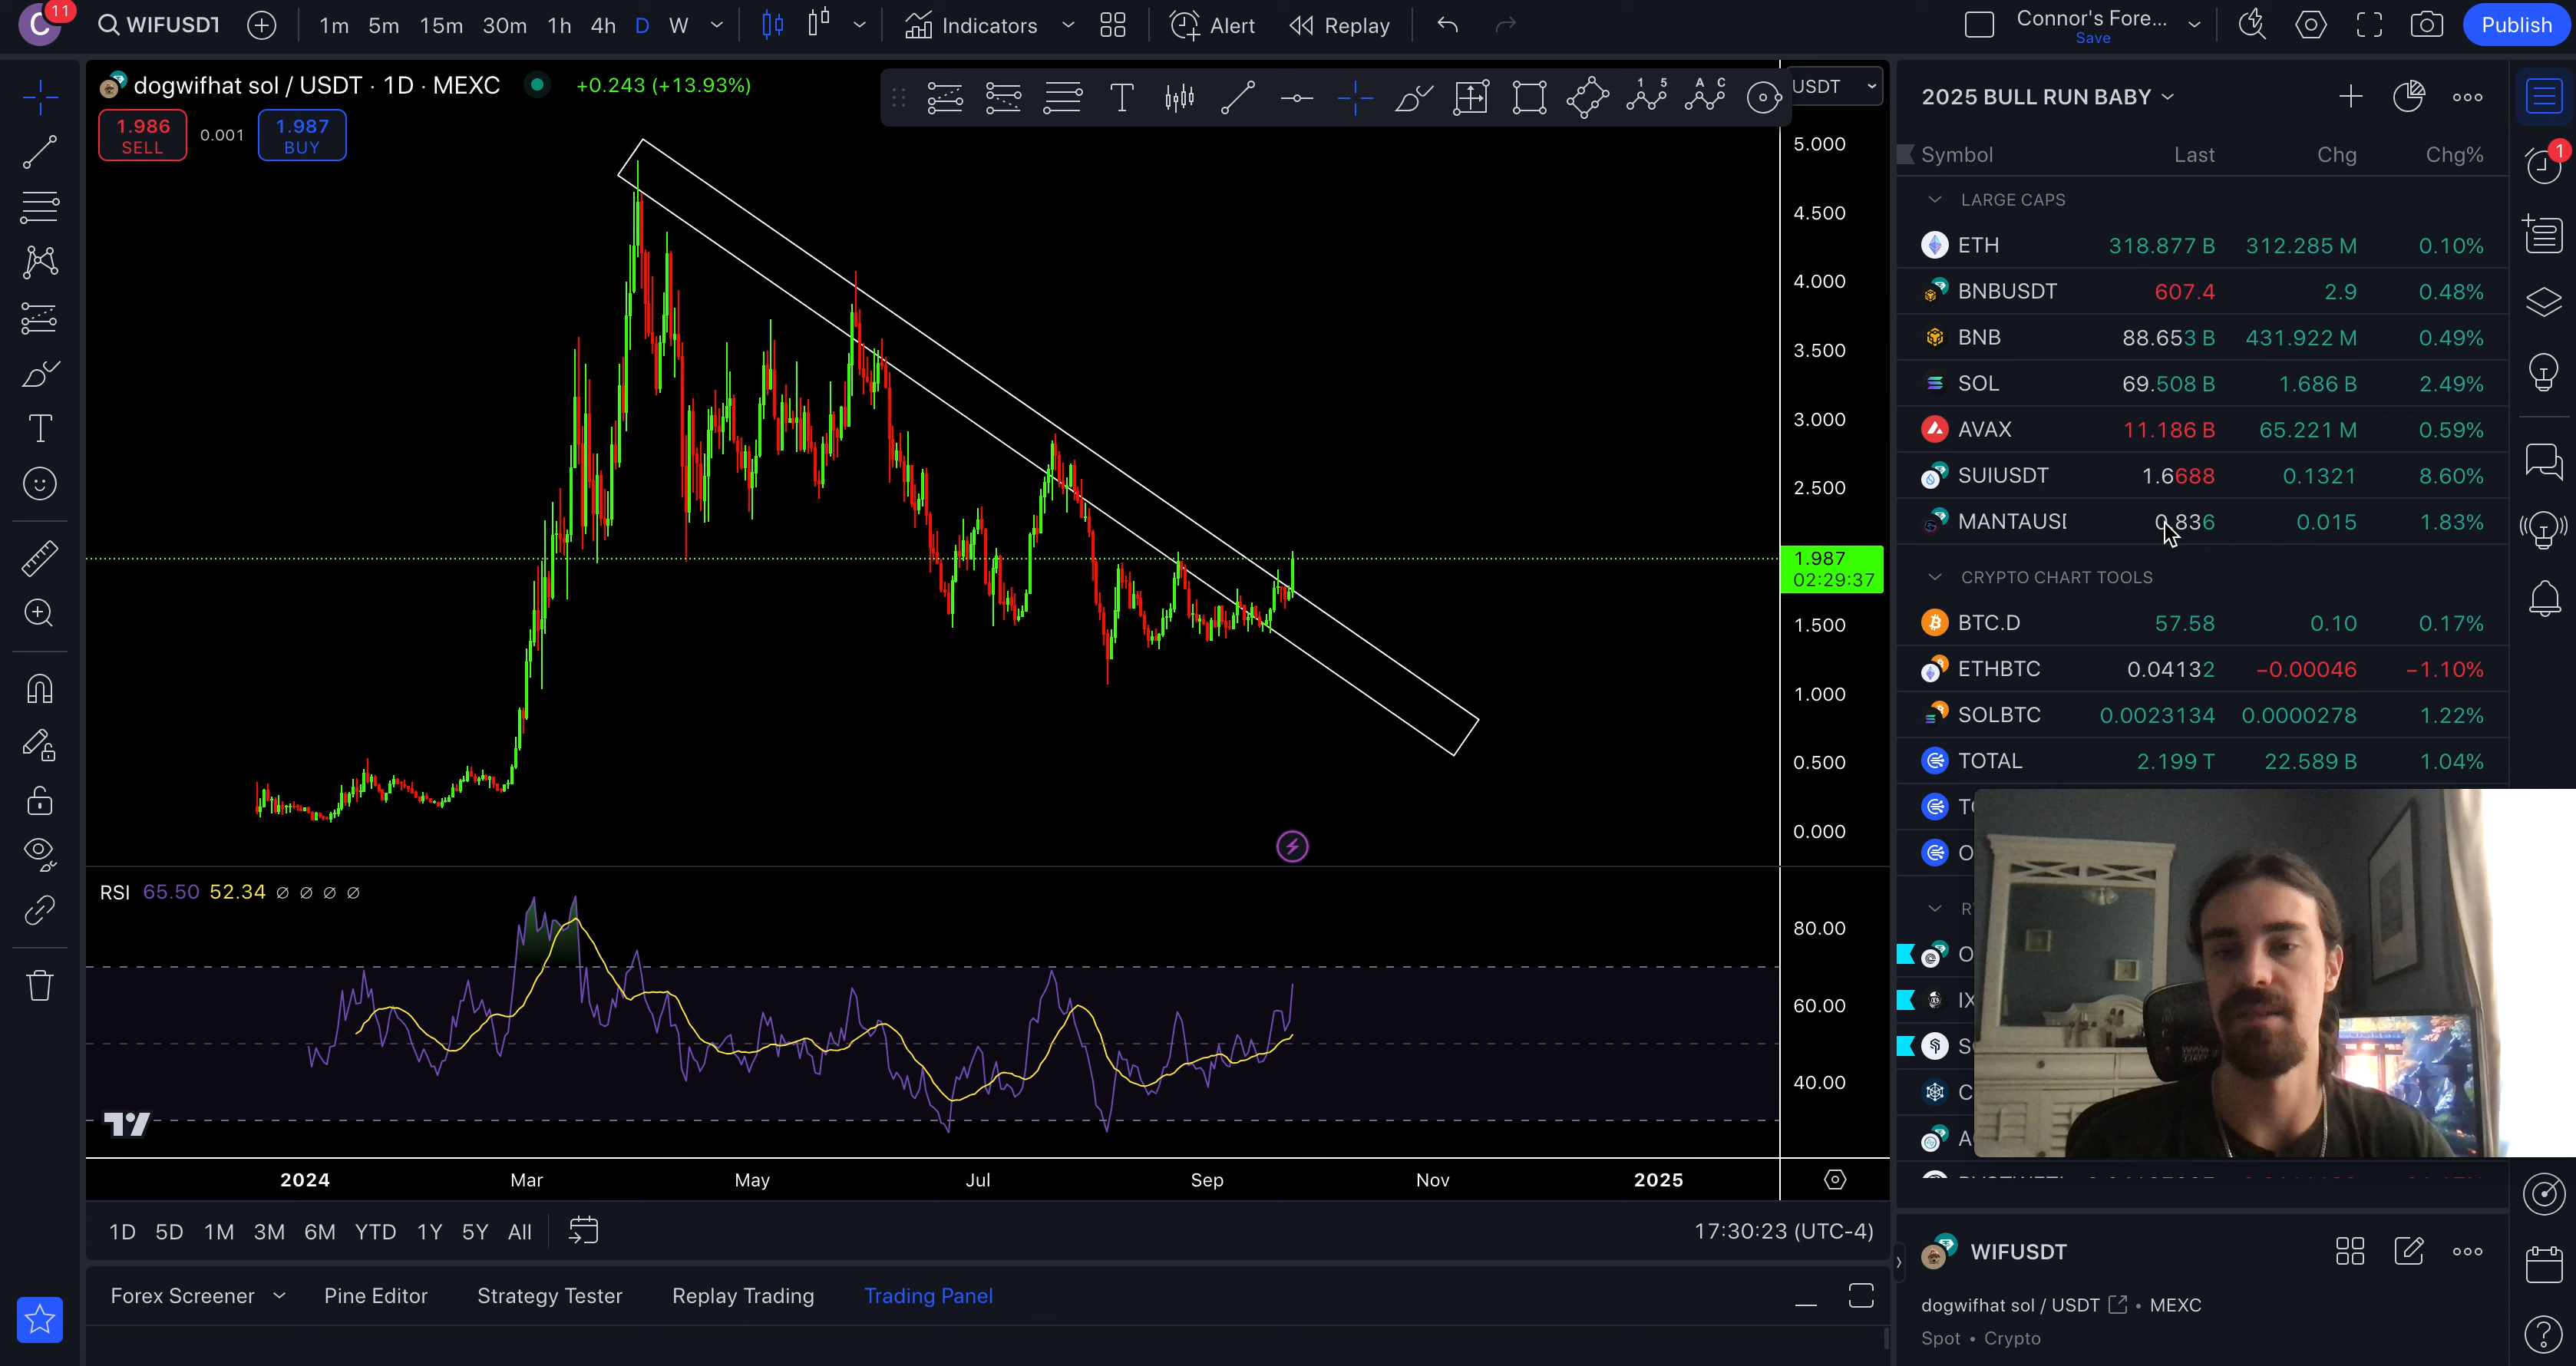 C
11
WIFUSDT
1m 5m 15m 30m 1h 4h D W
Indicators
Alert
Replay
Connor's Fore...
Save
Publish
dogwifhat sol / USDT · 1D · MEXC
+0.243 (+13.93%)
1.986
SELL
0.001
1.987
BUY
T
1 5
A C
USDT
5.000
4.500
4.000
3.500
3.000
2.500
1.987
02:29:37
1.500
1.000
0.500
0.000
RSI 65.50 52.34 ∅ ∅ ∅ ∅
80.00
60.00
40.00
2024 Mar May Jul Sep Nov 2025
1D 5D 1M 3M 6M YTD 1Y 5Y All
17:30:23 (UTC-4)
Forex Screener
Pine Editor
Strategy Tester
Replay Trading
Trading Panel
2025 BULL RUN BABY
1
Symbol Last Chg Chg%
LARGE CAPS
ETH 318.877 B 312.285 M 0.10%
BNBUSDT 607.4 2.9 0.48%
BNB 88.653 B 431.922 M 0.49%
SOL 69.508 B 1.686 B 2.49%
AVAX 11.186 B 65.221 M 0.59%
SUIUSDT 1.6688 0.1321 8.60%
MANTAUSI 0.836 0.015 1.83%
CRYPTO CHART TOOLS
BTC.D 57.58 0.10 0.17%
ETHBTC 0.04132 −0.00046 −1.10%
SOLBTC 0.0023134 0.0000278 1.22%
TOTAL 2.199 T 22.589 B 1.04%
WIFUSDT
dogwifhat sol / USDT • MEXC
Spot • Crypto